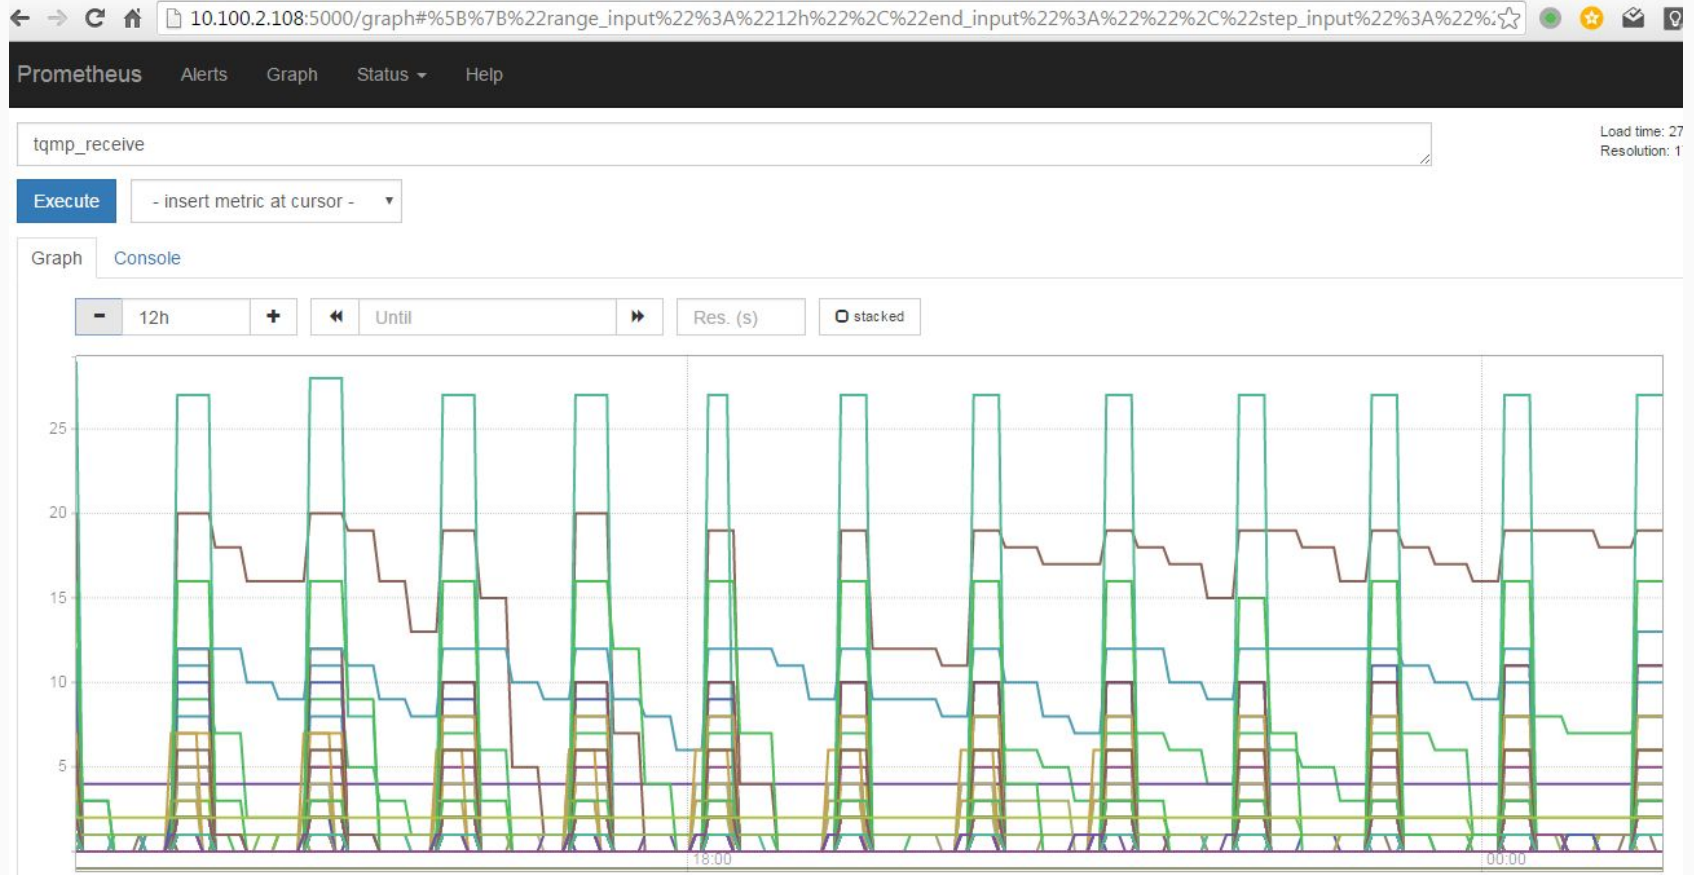 10.100.2.108:5000/graph#%5B%7B%22range_input%22%3A%2212h%22%2C%22end_input%22%3A%22%22%2C%22step_input%22%3A%22%
Prometheus Alerts Graph Status Help
tqmp_receive
Load time: 27
Resolution: 1
Execute - insert metric at cursor -
Graph Console
- 12h + Until Res. (s) stacked
25
20
15
10
5
18:00 00:00